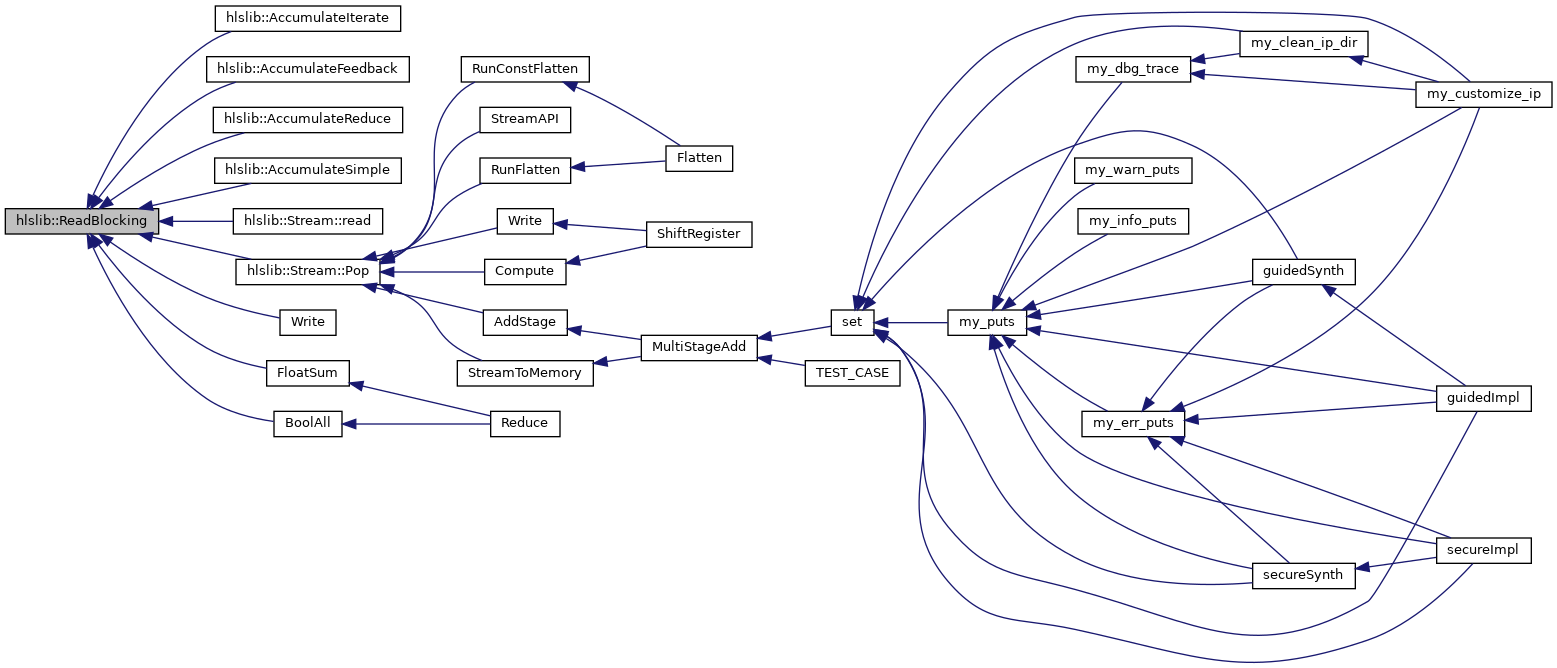 hlslib::ReadBlocking
hlslib::AccumulateIterate
hlslib::AccumulateFeedback
hlslib::AccumulateReduce
hlslib::AccumulateSimple
hlslib::Stream::read
hlslib::Stream::Pop
Write
FloatSum
BoolAll
RunConstFlatten
StreamAPI
RunFlatten
Write
Compute
AddStage
StreamToMemory
Reduce
Flatten
ShiftRegister
MultiStageAdd
set
TEST_CASE
my_puts
my_dbg_trace
my_warn_puts
my_info_puts
my_err_puts
my_clean_ip_dir
my_customize_ip
guidedSynth
guidedImpl
secureImpl
secureSynth